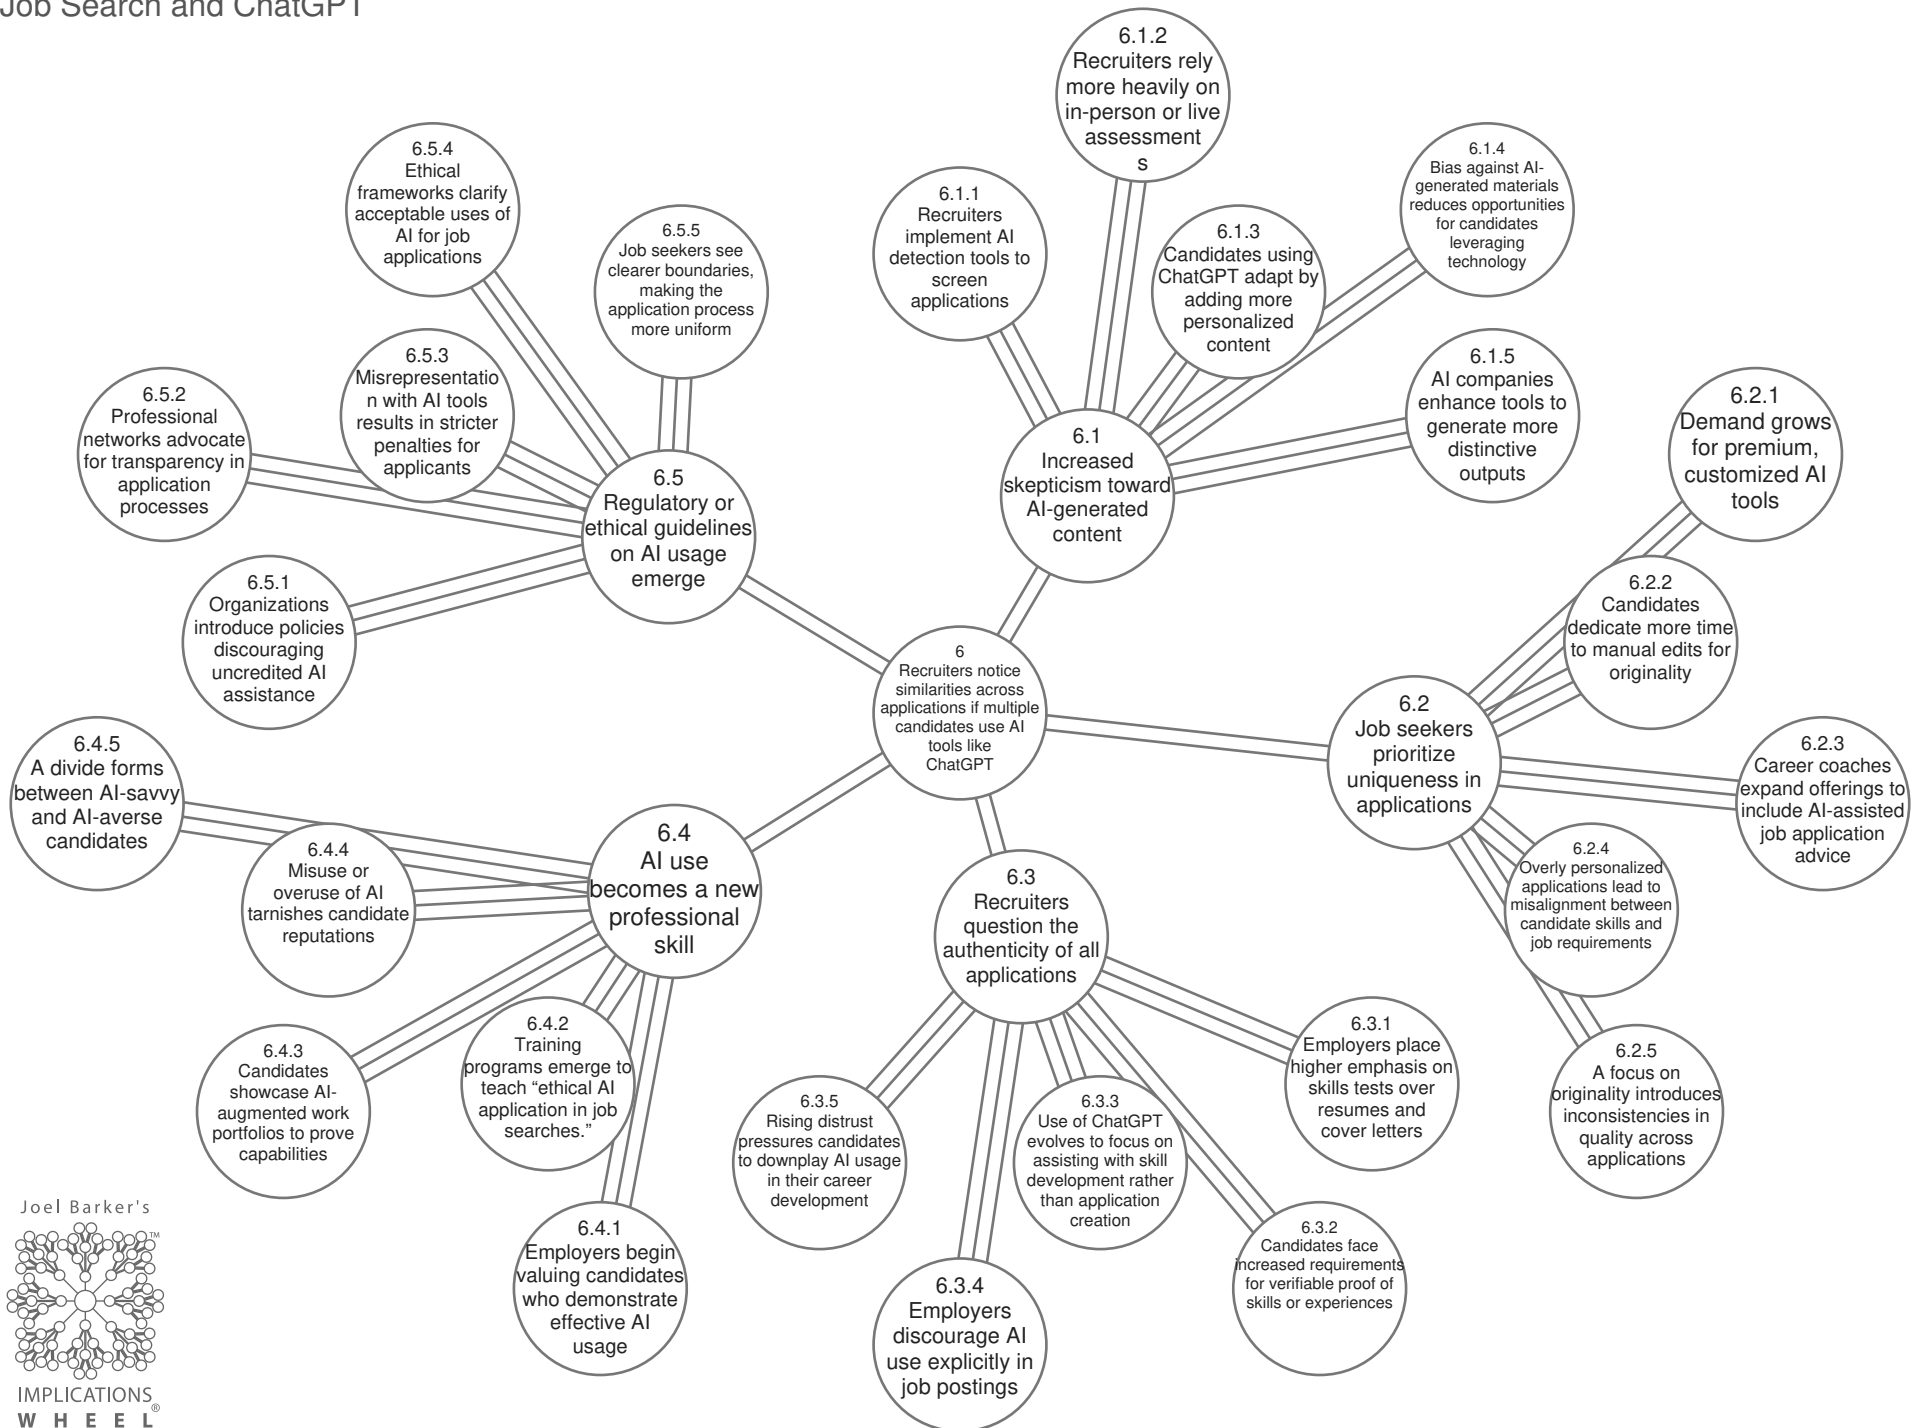 Job Search and ChatGPT
6.1.2
Recruiters rely
more heavily on
in-person or live
assessment
s
6.5.4
Ethical
frameworks clarify
acceptable uses of
AI for job
applications
6.5.5
Job seekers see
clearer boundaries,
making the
application process
more uniform
6.1.1
Recruiters
implement AI
detection tools to
screen
applications
6.1.3
Candidates using
ChatGPT adapt by
adding more
personalized
content
6.1.4
Bias against AI-
generated materials
reduces opportunities
for candidates
leveraging
technology
6.5.2
Professional
networks advocate
for transparency in
application
processes
6.5.3
Misrepresentatio
n with AI tools
results in stricter
penalties for
applicants
6.1.5
AI companies
enhance tools to
generate more
distinctive
outputs
6.2.1
Demand grows
for premium,
customized AI
tools
6.5
Regulatory or
ethical guidelines
on AI usage
emerge
6.1
Increased
skepticism toward
AI-generated
content
6.5.1
Organizations
introduce policies
discouraging
uncredited AI
assistance
6.2.2
Candidates
dedicate more time
to manual edits for
originality
6
Recruiters notice
similarities across
applications if multiple
candidates use AI
tools like
ChatGPT
6.2
Job seekers
prioritize
uniqueness in
applications
6.4.5
A divide forms
between AI-savvy
and AI-averse
candidates
6.2.3
Career coaches
expand offerings to
include AI-assisted
job application
advice
6.4.4
Misuse or
overuse of AI
tarnishes candidate
reputations
6.4
AI use
becomes a new
professional
skill
6.3
Recruiters
question the
authenticity of all
applications
6.2.4
Overly personalized
applications lead to
misalignment between
candidate skills and
job requirements
6.4.3
Candidates
showcase AI-
augmented work
portfolios to prove
capabilities
6.4.2
Training
programs emerge to
teach “ethical AI
application in job
searches.”
6.3.5
Rising distrust
pressures candidates
to downplay AI usage
in their career
development
6.3.3
Use of ChatGPT
evolves to focus on
assisting with skill
development rather
than application
creation
6.3.1
Employers place
higher emphasis on
skills tests over
resumes and
cover letters
6.2.5
A focus on
originality introduces
inconsistencies in
quality across
applications
6.4.1
Employers begin
valuing candidates
who demonstrate
effective AI
usage
6.3.4
Employers
discourage AI
use explicitly in
job postings
6.3.2
Candidates face
increased requirements
for verifiable proof of
skills or experiences
Joel Barker's
™
IMPLICATIONS
®
WHEEL